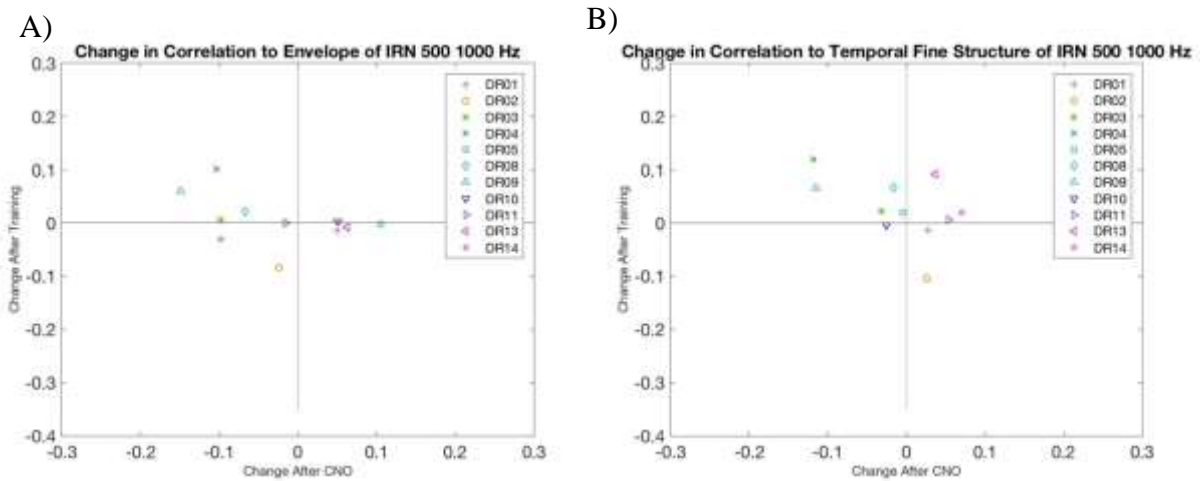 A)
Change in Correlation to Envelope of IRN 500 1000 Hz
0.3
0.2
0.1
0
-0.1
-0.2
-0.3
-0.4
Change After Training
-0.3 -0.2 -0.1 0 0.1 0.2 0.3
Change After CNO
DR01
DR02
DR03
DR04
DR05
DR08
DR09
DR10
DR11
DR13
DR14
B)
Change in Correlation to Temporal Fine Structure of IRN 500 1000 Hz
0.3
0.2
0.1
0
-0.1
-0.2
-0.3
-0.4
Change After Training
-0.3 -0.2 -0.1 0 0.1 0.2 0.3
Change After CNO
DR01
DR02
DR03
DR04
DR05
DR08
DR09
DR10
DR11
DR13
DR14